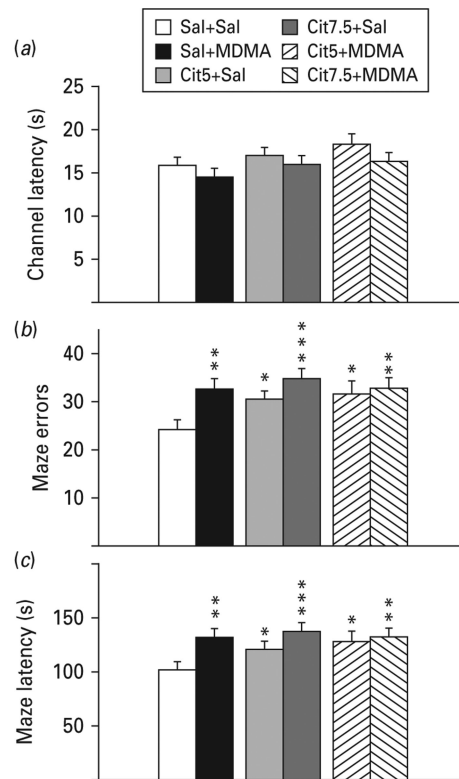 Sal+Sal
Cit7.5+Sal
Sal+MDMA
Cit5+MDMA
Cit5+Sal
Cit7.5+MDMA
(a)
Channel latency (s)
25
20
15
10
5
(b)
Maze errors
40
30
20
10
**
*
***
*
**
(c)
Maze latency (s)
150
100
50
**
*
***
*
**